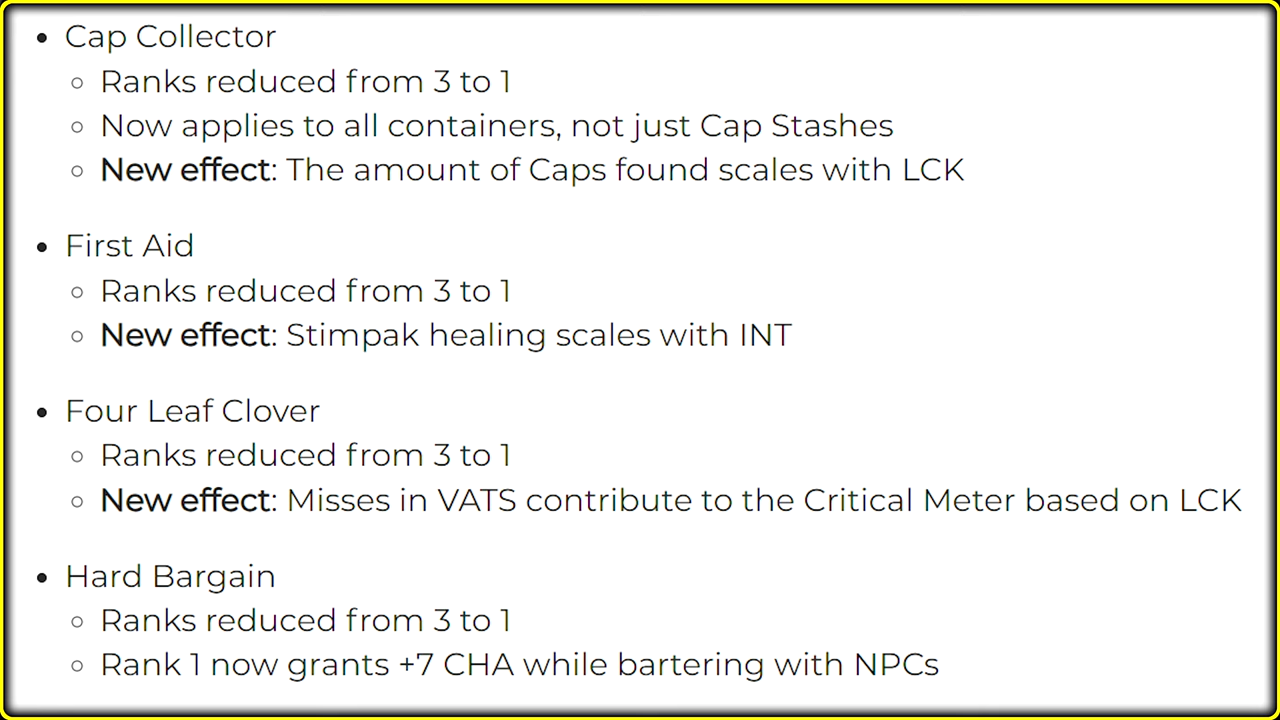 Cap Collector
Ranks reduced from 3 to 1
Now applies to all containers, not just Cap Stashes
New effect: The amount of Caps found scales with LCK
First Aid
Ranks reduced from 3 to 1
New effect: Stimpak healing scales with INT
Four Leaf Clover
Ranks reduced from 3 to 1
New effect: Misses in VATS contribute to the Critical Meter based on LCK
Hard Bargain
Ranks reduced from 3 to 1
Rank 1 now grants +7 CHA while bartering with NPCs